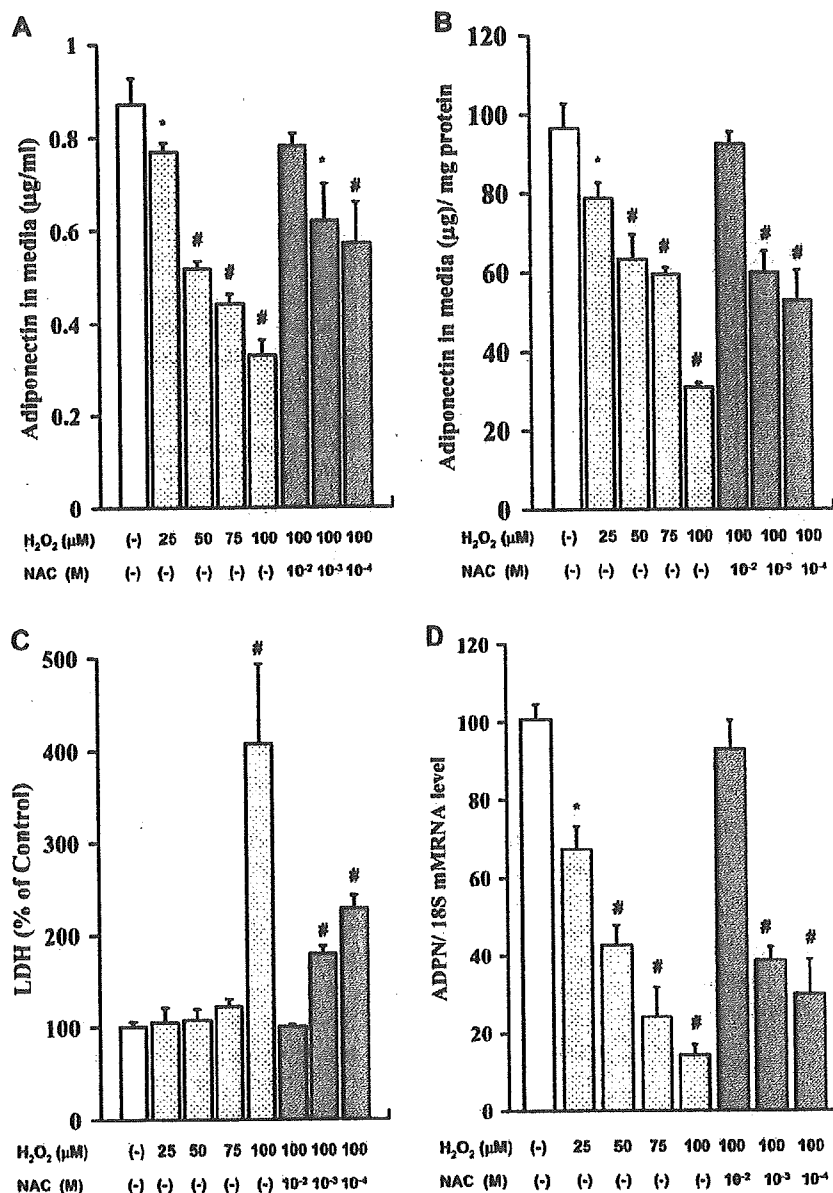 A
Adiponectin in media (µg/ml)
1
0.8
0.6
0.4
0.2
0
*
#
#
#
*
#
H₂O₂ (µM) (-) 25 50 75 100 100 100 100
NAC (M) (-) (-) (-) (-) (-) 10⁻² 10⁻³ 10⁻⁴
B
Adiponectin in media (µg)/ mg protein
120
100
80
60
40
20
0
*
#
#
#
#
#
H₂O₂ (µM) (-) 25 50 75 100 100 100 100
NAC (M) (-) (-) (-) (-) (-) 10⁻² 10⁻³ 10⁻⁴
C
LDH (% of Control)
500
400
300
200
100
0
#
#
#
H₂O₂ (µM) (-) 25 50 75 100 100 100 100
NAC (M) (-) (-) (-) (-) (-) 10⁻² 10⁻³ 10⁻⁴
D
ADPN/ 18S mMRNA level
120
100
80
60
40
20
0
*
#
#
#
#
#
H₂O₂ (µM) (-) 25 50 75 100 100 100 100
NAC (M) (-) (-) (-) (-) (-) 10⁻² 10⁻³ 10⁻⁴